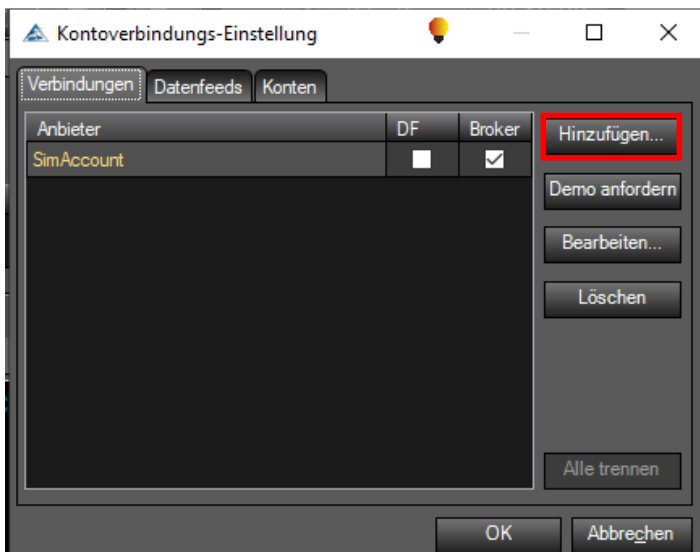 Kontoverbindungs-Einstellung
Verbindungen Datenfeeds Konten
Anbieter DF Broker
SimAccount
Hinzufügen...
Demo anfordern
Bearbeiten...
Löschen
Alle trennen
OK Abbrechen